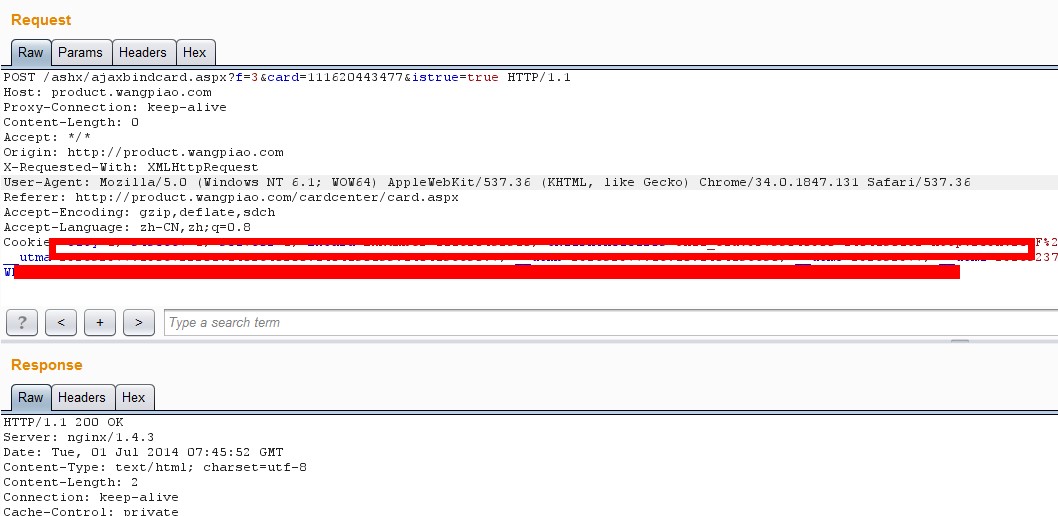 Request
Raw Params Headers Hex
POST /ashx/ajaxbindcard.aspx?f=3&card=111620443477&istrue=true HTTP/1.1
Host: product.wangpiao.com
Proxy-Connection: keep-alive
Content-Length: 0
Accept: */*
Origin: http://product.wangpiao.com
X-Requested-With: XMLHttpRequest
User-Agent: Mozilla/5.0 (Windows NT 6.1; WOW64) AppleWebKit/537.36 (KHTML, like Gecko) Chrome/34.0.1847.131 Safari/537.36
Referer: http://product.wangpiao.com/cardcenter/card.aspx
Accept-Encoding: gzip,deflate,sdch
Accept-Language: zh-CN,zh;q=0.8
Cookie F%2
__utma 237
? < + > Type a search term
Response
Raw Headers Hex
HTTP/1.1 200 OK
Server: nginx/1.4.3
Date: Tue, 01 Jul 2014 07:45:52 GMT
Content-Type: text/html; charset=utf-8
Content-Length: 2
Connection: keep-alive
Cache-Control: private